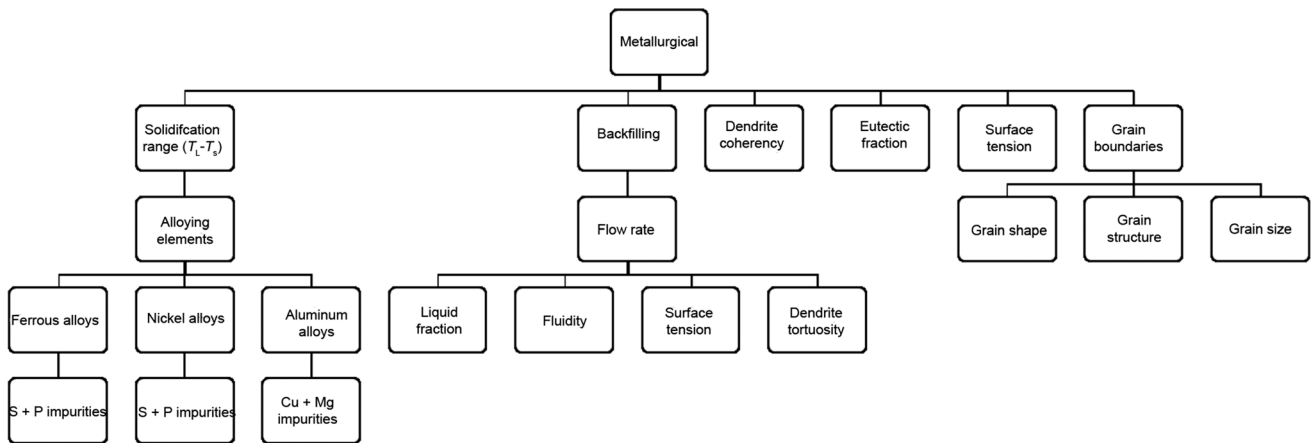 Metallurgical
Solidifcation
range (T_L-T_s)
Backfilling
Dendrite
coherency
Eutectic
fraction
Surface
tension
Grain
boundaries
Alloying
elements
Flow rate
Grain shape
Grain
structure
Grain size
Ferrous alloys
Nickel alloys
Aluminum
alloys
Liquid
fraction
Fluidity
Surface
tension
Dendrite
tortuosity
S + P impurities
S + P impurities
Cu + Mg
impurities